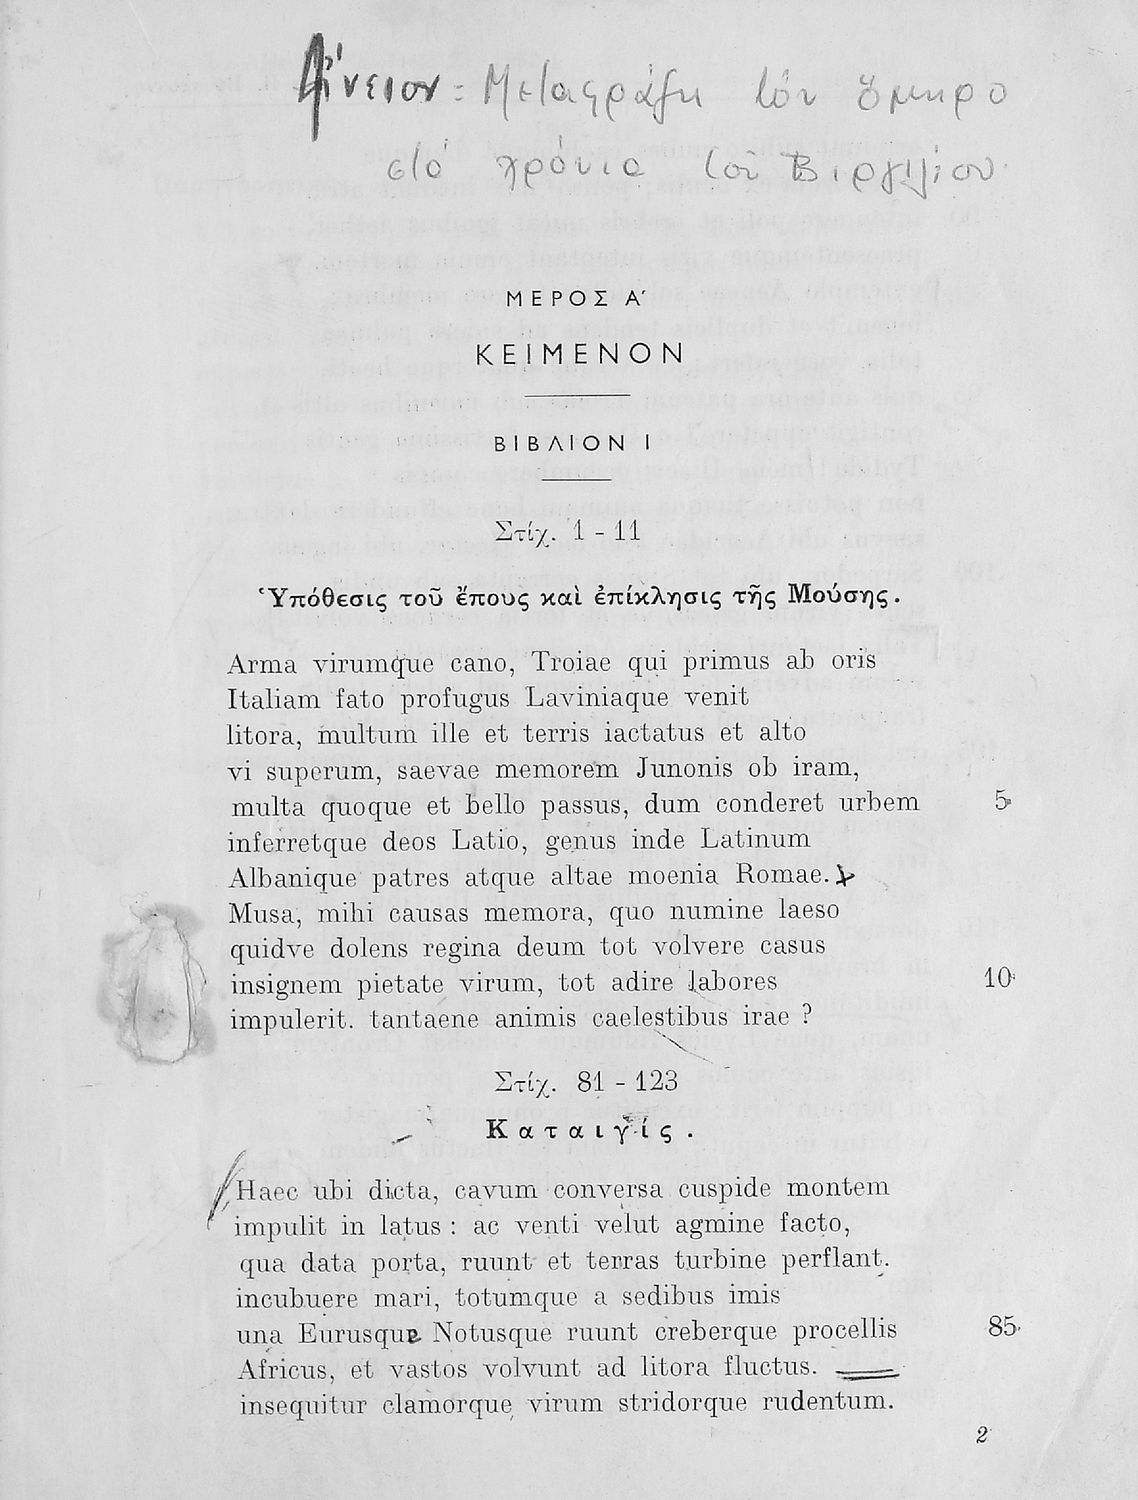 Αἴνειον: Μεταφράζει τὸν Ὅμηρο
στὰ χρόνια τοῦ Βιργιλίου.
ΜΕΡΟΣ Α΄
ΚΕΙΜΕΝΟΝ
ΒΙΒΛΙΟΝ Ι
Στίχ. 1 - 11
Ὑπόθεσις τοῦ ἔπους καὶ ἐπίκλησις τῆς Μούσης.
Arma virumque cano, Troiae qui primus ab oris
Italiam fato profugus Laviniaque venit
litora, multum ille et terris iactatus et alto
vi superum, saevae memorem Junonis ob iram,
multa quoque et bello passus, dum conderet urbem 5
inferretque deos Latio, genus inde Latinum
Albanique patres atque altae moenia Romae.
Musa, mihi causas memora, quo numine laeso
quidve dolens regina deum tot volvere casus
insignem pietate virum, tot adire labores 10
impulerit. tantaene animis caelestibus irae ?
Στίχ. 81 - 123
Καταιγίς.
Haec ubi dicta, cavum conversa cuspide montem
impulit in latus : ac venti velut agmine facto,
qua data porta, ruunt et terras turbine perflant.
incubuere mari, totumque a sedibus imis
una Eurusque Notusque ruunt creberque procellis 85
Africus, et vastos volvunt ad litora fluctus.
insequitur clamorque virum stridorque rudentum.
2